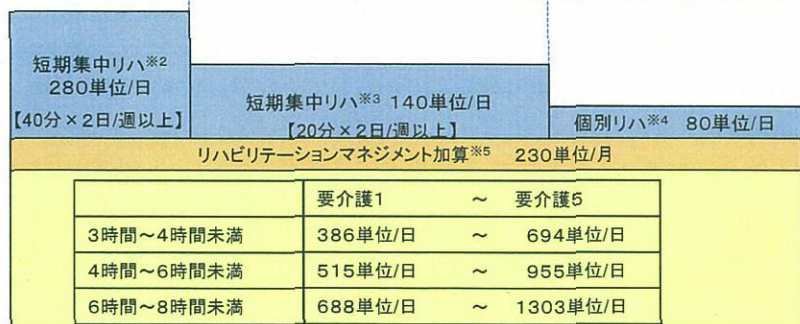 短期集中リハ※2
280単位/日
【40分×2日/週以上】
短期集中リハ※3 140単位/日
【20分×2日/週以上】
個別リハ※4 80単位/日
リハビリテーションマネジメント加算※5 230単位/月
要介護1 ～ 要介護5
3時間～4時間未満 386単位/日 ～ 694単位/日
4時間～6時間未満 515単位/日 ～ 955単位/日
6時間～8時間未満 688単位/日 ～ 1303単位/日